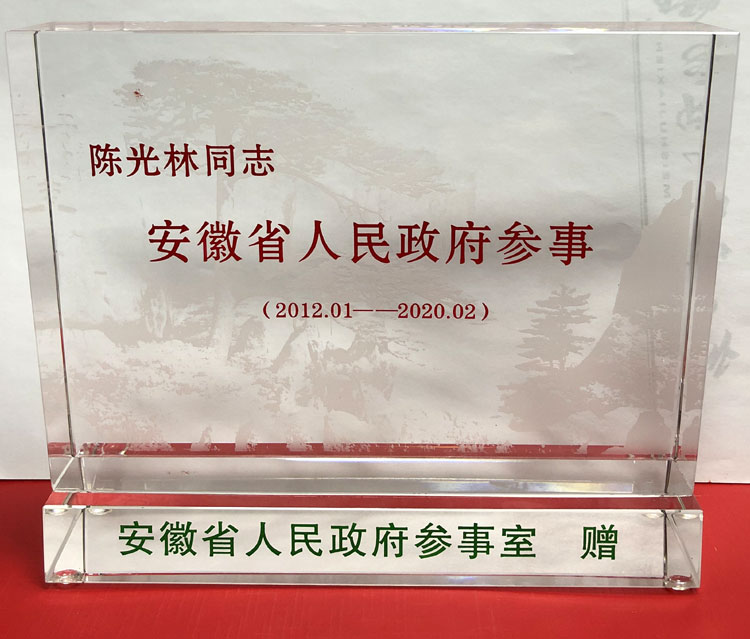 陈光林同志
安徽省人民政府参事
(2012.01——2020.02)
安徽省人民政府参事室 赠